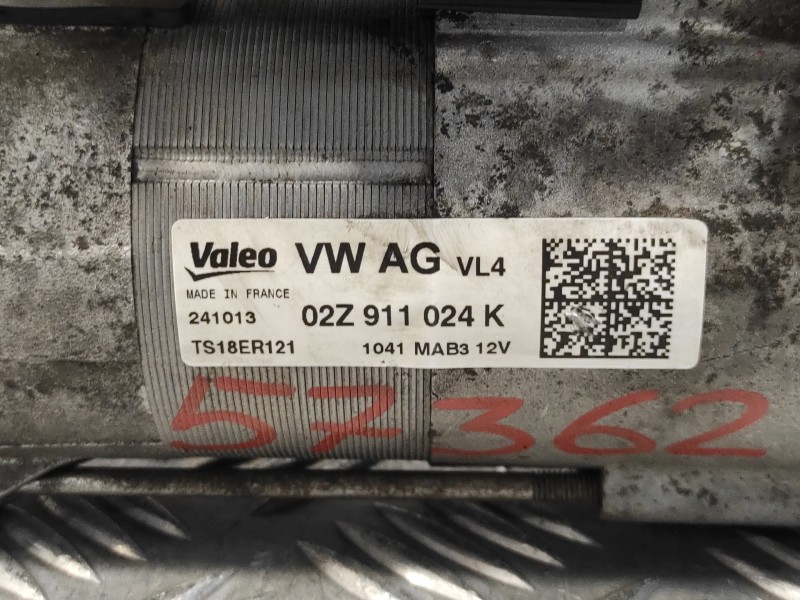 Valeo VW AG VL4
MADE IN FRANCE
241013 02Z 911 024 K
TS18ER121 1041 MAB3 12V
57362